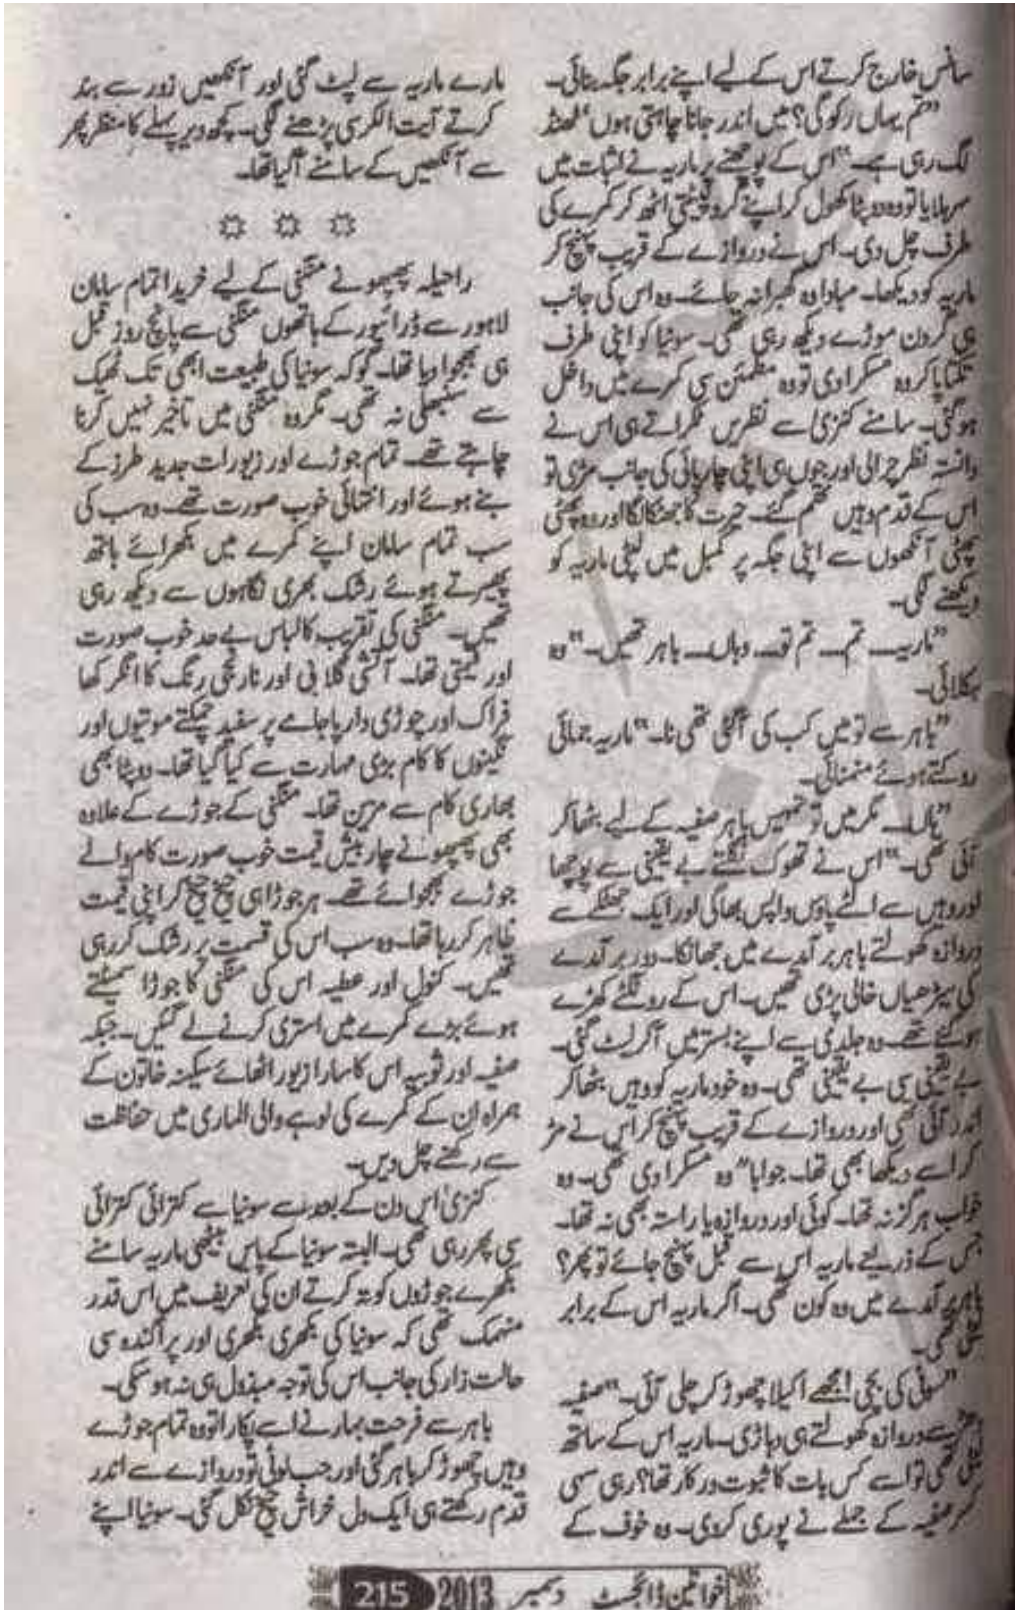 سانس خارج کرتے اس کے لیے اپنے برابر جگہ بنائی۔
”تم یہاں رکو گی؟ میں اندر جانا چاہتی ہوں‘ ٹھنڈ
لگ رہی ہے۔“ اس کے پوچھنے پر ماریہ نے اثبات میں
سر ہلایا تو وہ دوپٹا کھول کر اپنے گرد لپیٹتی اٹھ کر کمرے کی
طرف چل دی۔ اس نے دروازے کے قریب پہنچ کر
ماریہ کو دیکھا۔ مبادا وہ گھبرا نہ جائے۔ وہ اس کی جانب
ہی گردن موڑے دیکھ رہی تھی۔ سونیا کو اپنی طرف
تکتا پا کر وہ مسکرا دی تو وہ مطمئن سی کمرے میں داخل
ہو گئی۔ سامنے کنزیٰ سے نظریں ٹکراتے ہی اس نے
دانستہ نظر چرالی اور جوں ہی اپنی چارپائی کی جانب مڑی تو
اس کے قدم وہیں تھم گئے۔ حیرت کا جھٹکا لگا اور وہ پھٹی
پھٹی آنکھوں سے اپنی جگہ پر کمبل میں لیٹی ماریہ کو
دیکھنے لگی۔
”ماریہ۔۔ تم۔۔ تم تو۔۔ وہاں۔۔ باہر تھیں۔“ وہ
ہکلائی۔
”باہر سے تو میں کب کی آگئی تھی نا۔“ ماریہ جمائی
روکتے ہوئے منمنائی۔
”ہاں۔۔ مگر میں تو تمہیں باہر صفیہ کے لیے بٹھا کر
آئی تھی۔“ اس نے تھوک نگلتے بے یقینی سے پوچھا
اور وہیں سے الٹے پاؤں واپس بھاگی اور ایک جھٹکے سے
دروازہ کھولتے باہر برآمدے میں جھانکا۔ دور برآمدے
کی سیڑھیاں خالی پڑی تھیں۔ اس کے رونگٹے کھڑے
ہو گئے تھے۔ وہ جلدی سے اپنے بستر میں آکر لیٹ گئی۔
بے یقینی سی بے یقینی تھی۔ وہ خود ماریہ کو وہیں بٹھا کر
اندر آئی تھی اور دروازے کے قریب پہنچ کر اس نے مڑ
کر اسے دیکھا بھی تھا۔ جوابا“ وہ مسکرا دی تھی۔ وہ
خواب ہرگز نہ تھا۔ کوئی اور دروازہ یا راستہ بھی نہ تھا۔
جس کے ذریعے ماریہ اس سے قبل پہنچ جائے تو پھر؟
باہر برآمدے میں وہ کون تھی۔ اگر ماریہ اس کے برابر
لیٹی تھی۔
”سونی کی بچی! مجھے اکیلا چھوڑ کر چلی آئی۔“ صفیہ
دروازہ کھولتے ہی دہاڑی۔ ماریہ اس کے ساتھ
تھی تو اسے کس بات کا ثبوت درکار تھا؟ رہی سہی
کسر صفیہ کے جملے نے پوری کردی۔ وہ خوف کے
مارے ماریہ سے لپٹ گئی اور آنکھیں زور سے بند
کرتے آیت الکرسی پڑھنے لگی۔ کچھ دیر پہلے کا منظر پھر
سے آنکھوں کے سامنے آگیا تھا۔
راحیلہ پھپھو نے منگنی کے لیے خریدا تمام سامان
لاہور سے ڈرائیور کے ہاتھوں منگنی سے پانچ روز قبل
ہی بھجوا دیا تھا۔ گو کہ سونیا کی طبیعت ابھی تک ٹھیک
سے سنبھلی نہ تھی۔ مگر وہ منگنی میں تاخیر نہیں کرنا
چاہتے تھے۔ تمام جوڑے اور زیورات جدید طرز کے
بنے ہوئے اور انتہائی خوب صورت تھے۔ وہ سب کی
سب تمام سامان اپنے کمرے میں بکھرائے ہاتھ
پھیرتے ہوئے رشک بھری نگاہوں سے دیکھ رہی
تھیں۔ منگنی کی تقریب کا لباس بے حد خوب صورت
اور قیمتی تھا۔ آتشی گلابی اور نارنجی رنگ کا انگرکھا
فراک اور چوڑی دار پاجامے پر سفید چمکتے موتیوں اور
نگینوں کا کام بڑی مہارت سے کیا گیا تھا۔ دوپٹا بھی
بھاری کام سے مزین تھا۔ منگنی کے جوڑے کے علاوہ
بھی پھپھو نے چار بیش قیمت خوب صورت کام والے
جوڑے بھجوائے تھے۔ ہر جوڑا ہی چیخ چیخ کر اپنی قیمت
ظاہر کر رہا تھا۔ وہ سب اس کی قسمت پر رشک کر رہی
تھیں۔ کنول اور عطیہ اس کی منگنی کا جوڑا سمیٹتے
ہوئے بڑے کمرے میں استری کرنے لے گئیں۔ جبکہ
صفیہ اور ثوبیہ اس کا سارا زیور اٹھائے سکینہ خاتون کے
ہمراہ ان کے کمرے کی لوہے والی الماری میں حفاظت
سے رکھنے چل دیں۔
کنزیٰ اس دن کے بعد سے سونیا سے کترائی کترائی
سی پھر رہی تھی۔ البتہ سونیا کے پاس بیٹھی ماریہ سامنے
بکھرے جوڑوں کو تہ کرتے ان کی تعریف میں اس قدر
منہمک تھی کہ سونیا کی بکھری بکھری اور پراگندہ سی
حالت زار کی جانب اس کی توجہ مبذول ہی نہ ہو سکی۔
باہر سے فرحت بہار نے اسے پکارا تو وہ تمام جوڑے
وہیں چھوڑ کر باہر گئی اور جب لوٹی تو دروازے سے اندر
قدم رکھتے ہی ایک دل خراش چیخ نکل گئی۔ سونیا اپنے
خواتین ڈائجسٹ دسمبر 2013 215